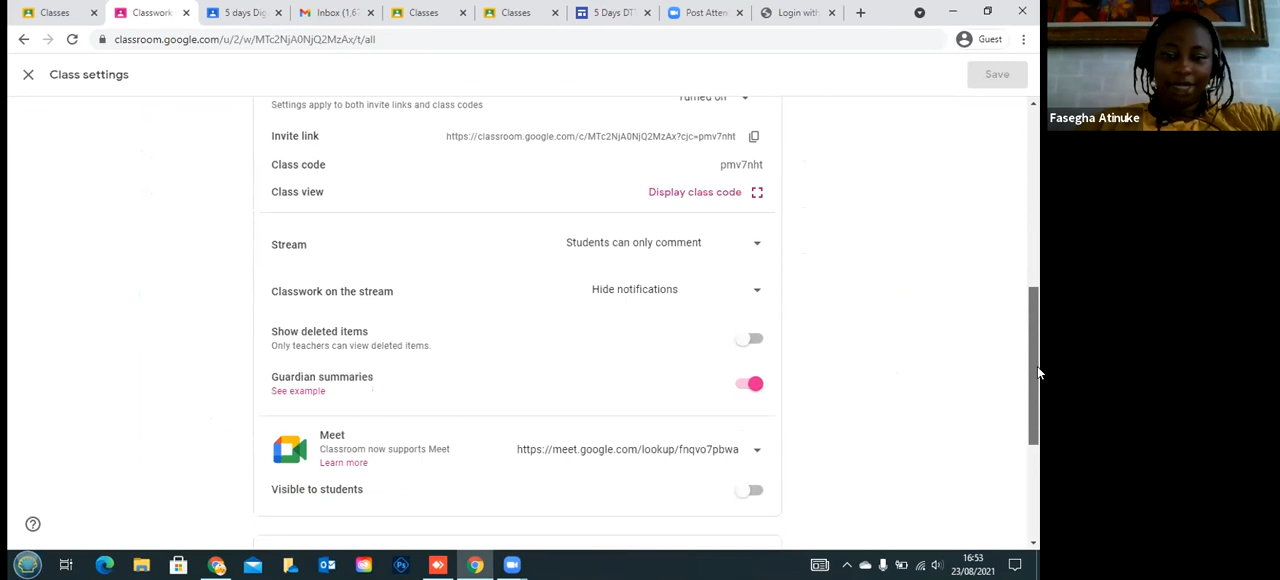 Classes
Classwork
5 days Dig
Inbox (1,6
Classes
Classes
5 Days DT
Post Atten
Login with
classroom.google.com/u/2/w/MTc2NjA0NjQ2MzAx/t/all
Guest
Class settings
Save
Settings apply to both invite links and class codes
Turned on
Invite link
https://classroom.google.com/c/MTc2NjA0NjQ2MzAx?cjc=pmv7nht
Class code
pmv7nht
Class view
Display class code
Stream
Students can only comment
Classwork on the stream
Hide notifications
Show deleted items
Only teachers can view deleted items.
Guardian summaries
See example
Meet
Classroom now supports Meet
Learn more
https://meet.google.com/lookup/fnqvo7pbwa
Visible to students
16:53
23/08/2021
Fasegha Atinuke